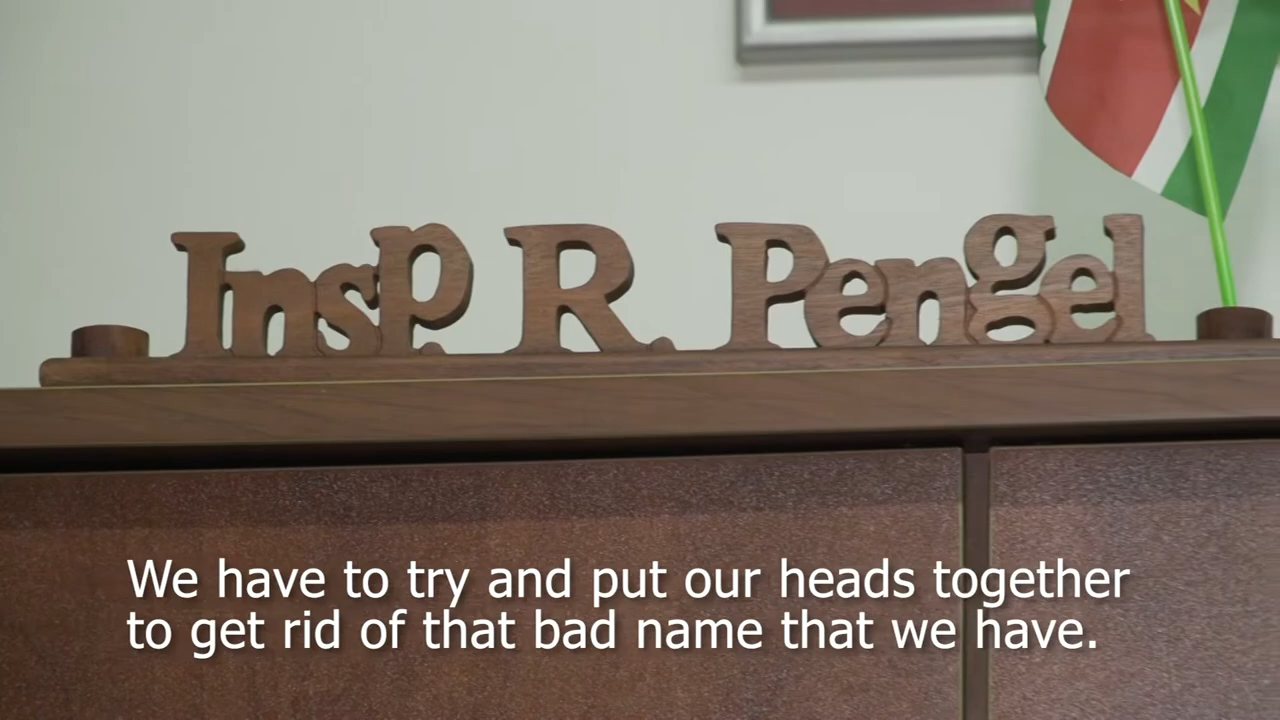 Insp. R. Pengel
We have to try and put our heads together
to get rid of that bad name that we have.